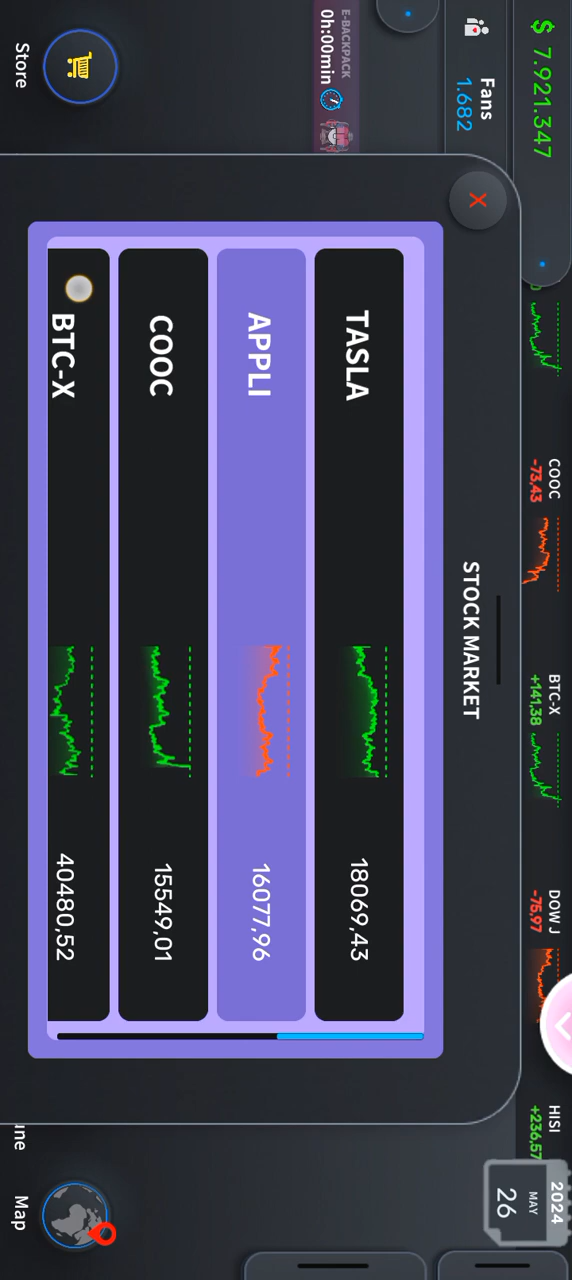 $ 7.921.347
Fans
1.682
E-BACKPACK
0h:00min
Store
COOC
-73,43
BTC-X
+141,38
DOW J
-75,97
HISI
+236,57
2024
MAY
26
X
STOCK MARKET
TASLA
18069,43
APPLI
16077,96
COOC
15549,01
BTC-X
40480,52
Map